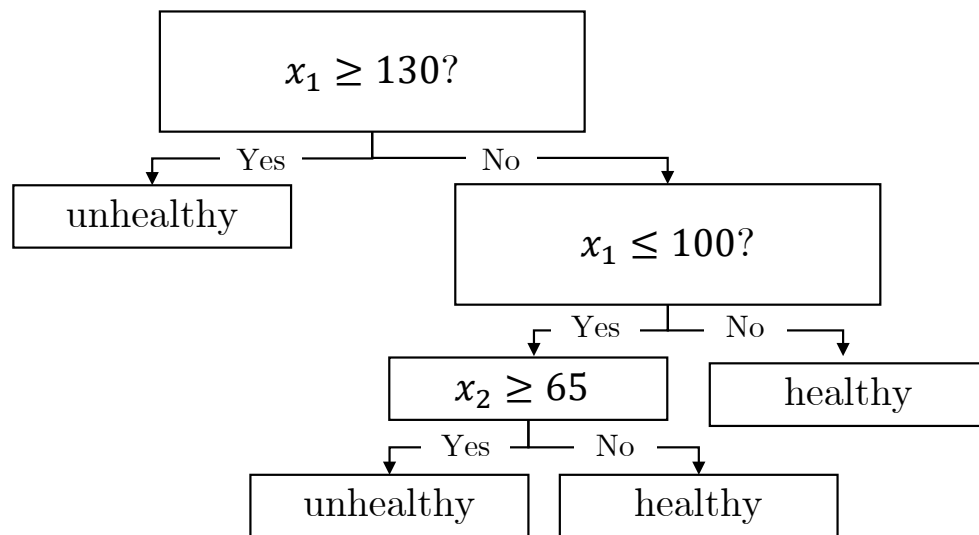 x₁ ≥ 130?
Yes
No
unhealthy
x₁ ≤ 100?
Yes
No
x₂ ≥ 65
healthy
Yes
No
unhealthy
healthy